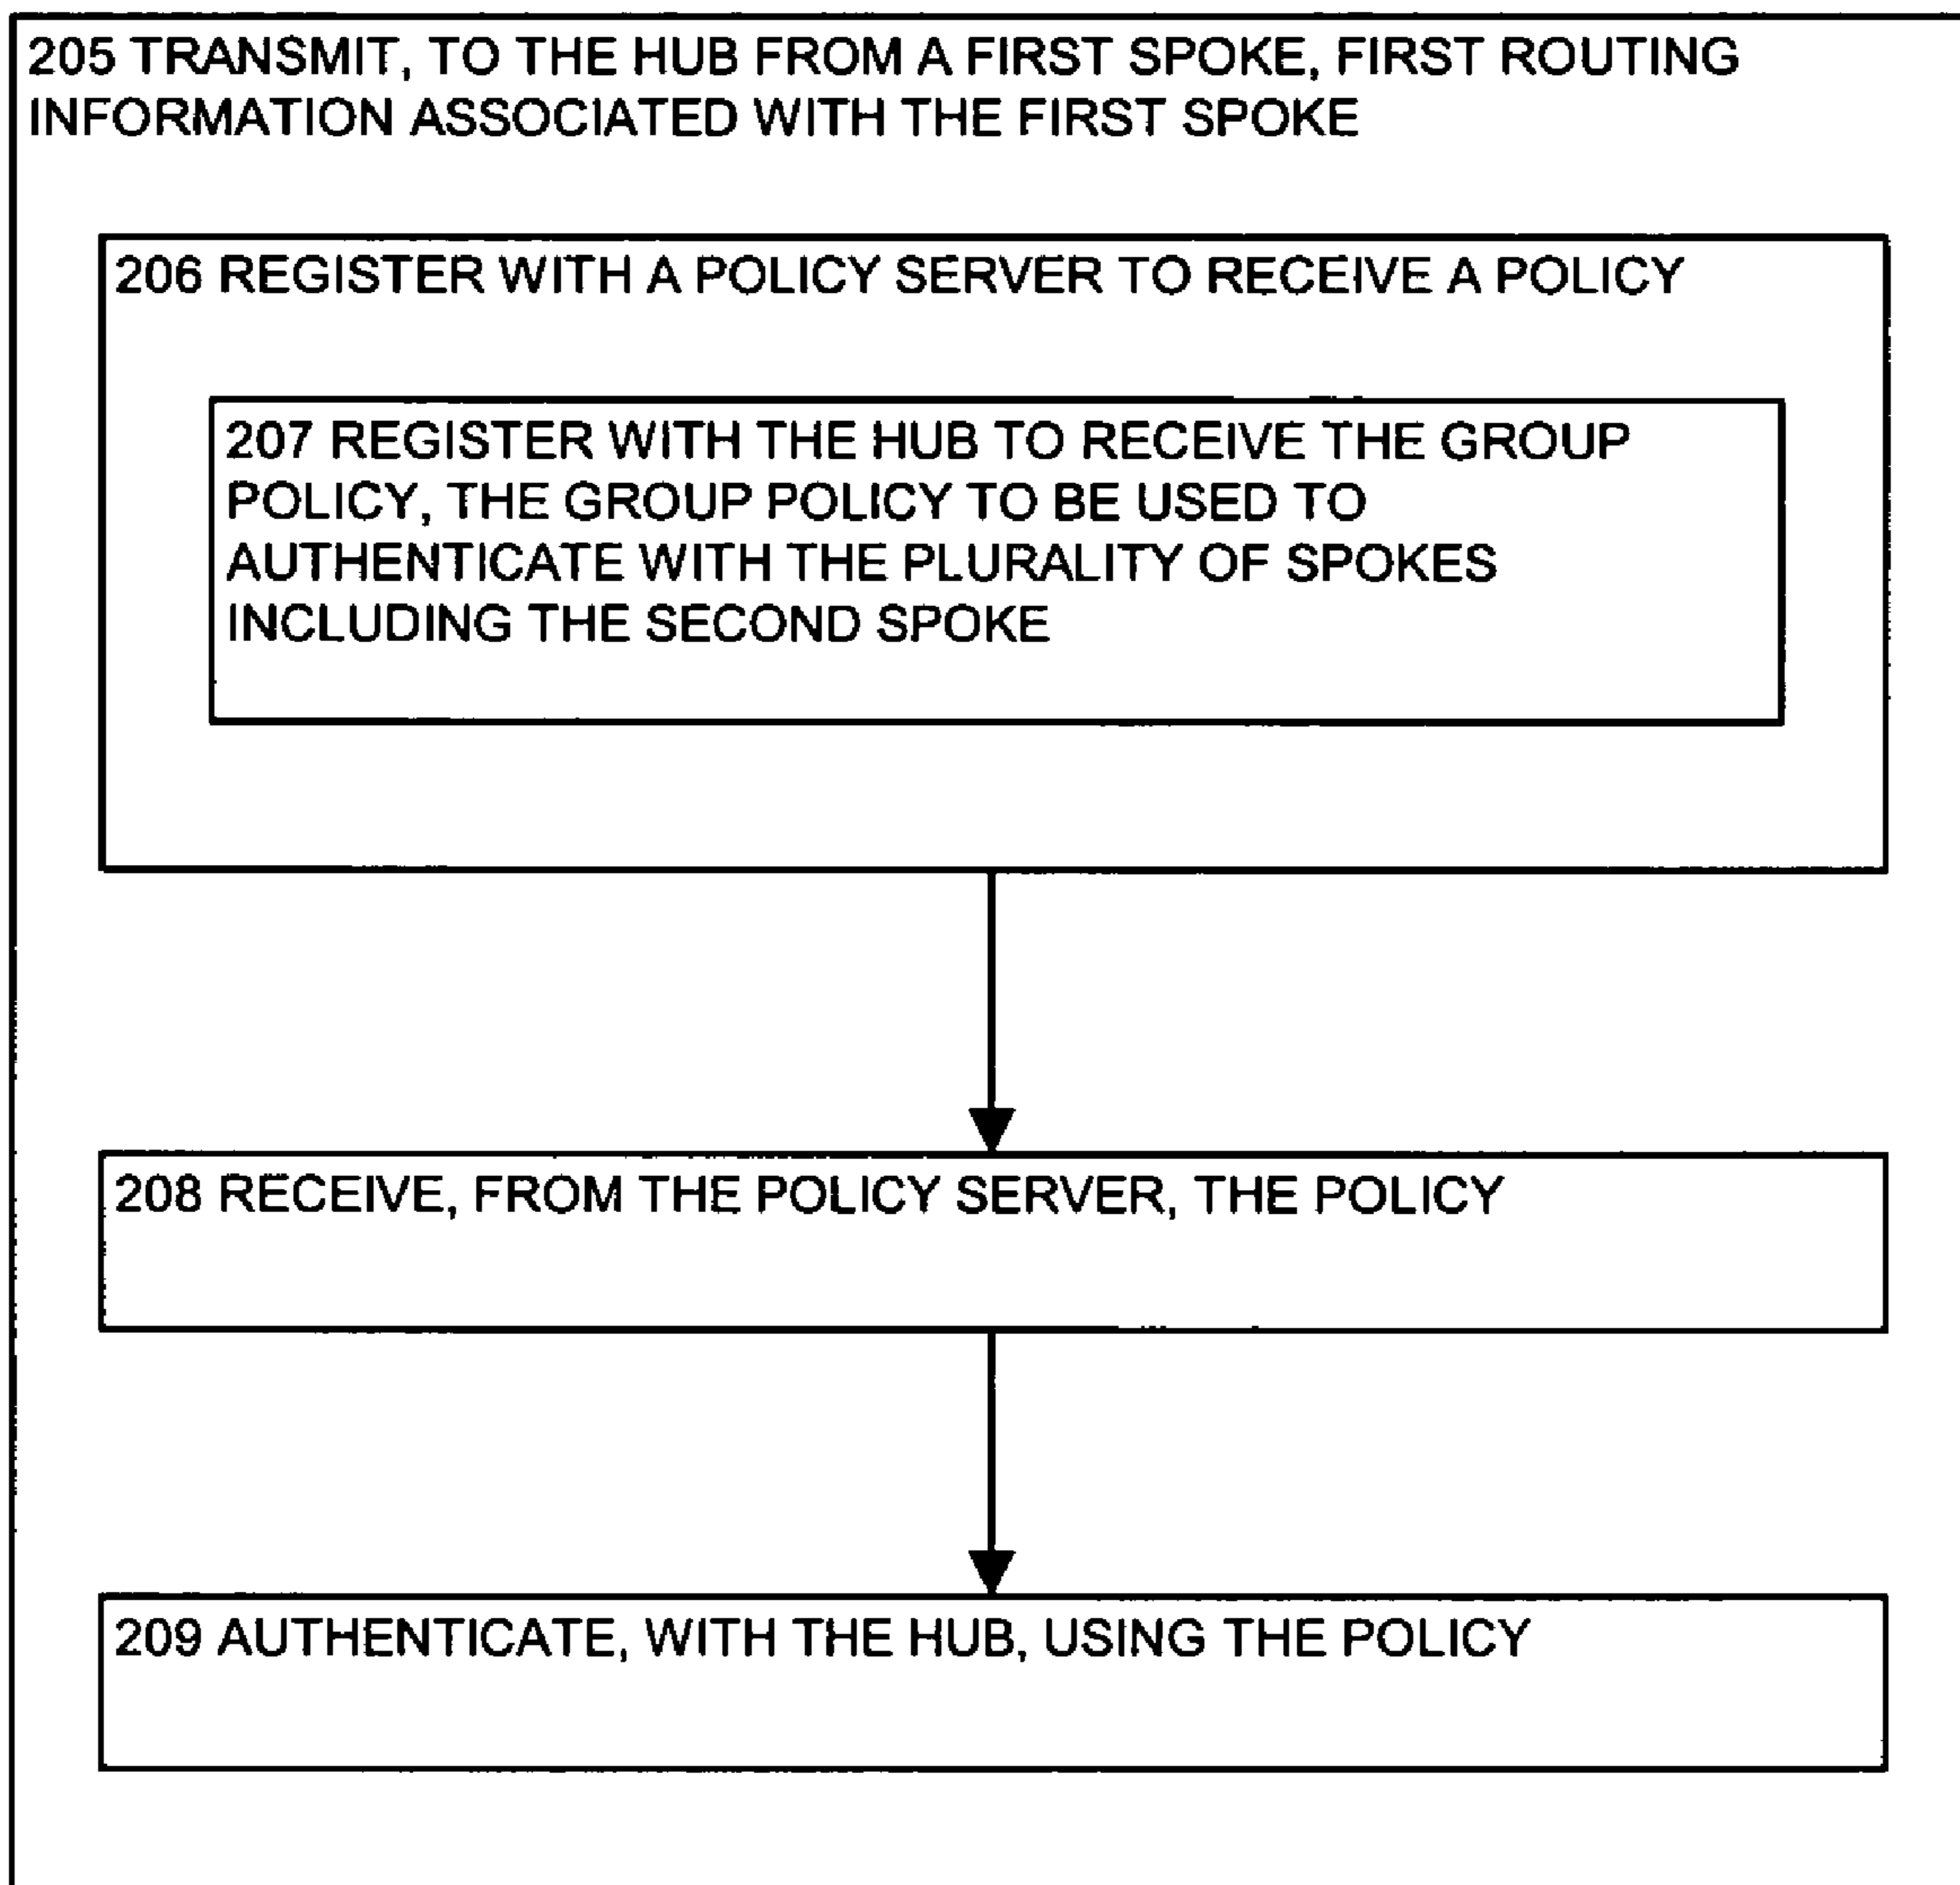 205 TRANSMIT, TO THE HUB FROM A FIRST SPOKE, FIRST ROUTING
INFORMATION ASSOCIATED WITH THE FIRST SPOKE
206 REGISTER WITH A POLICY SERVER TO RECEIVE A POLICY
207 REGISTER WITH THE HUB TO RECEIVE THE GROUP
POLICY, THE GROUP POLICY TO BE USED TO
AUTHENTICATE WITH THE PLURALITY OF SPOKES
INCLUDING THE SECOND SPOKE
208 RECEIVE, FROM THE POLICY SERVER, THE POLICY
209 AUTHENTICATE, WITH THE HUB, USING THE POLICY